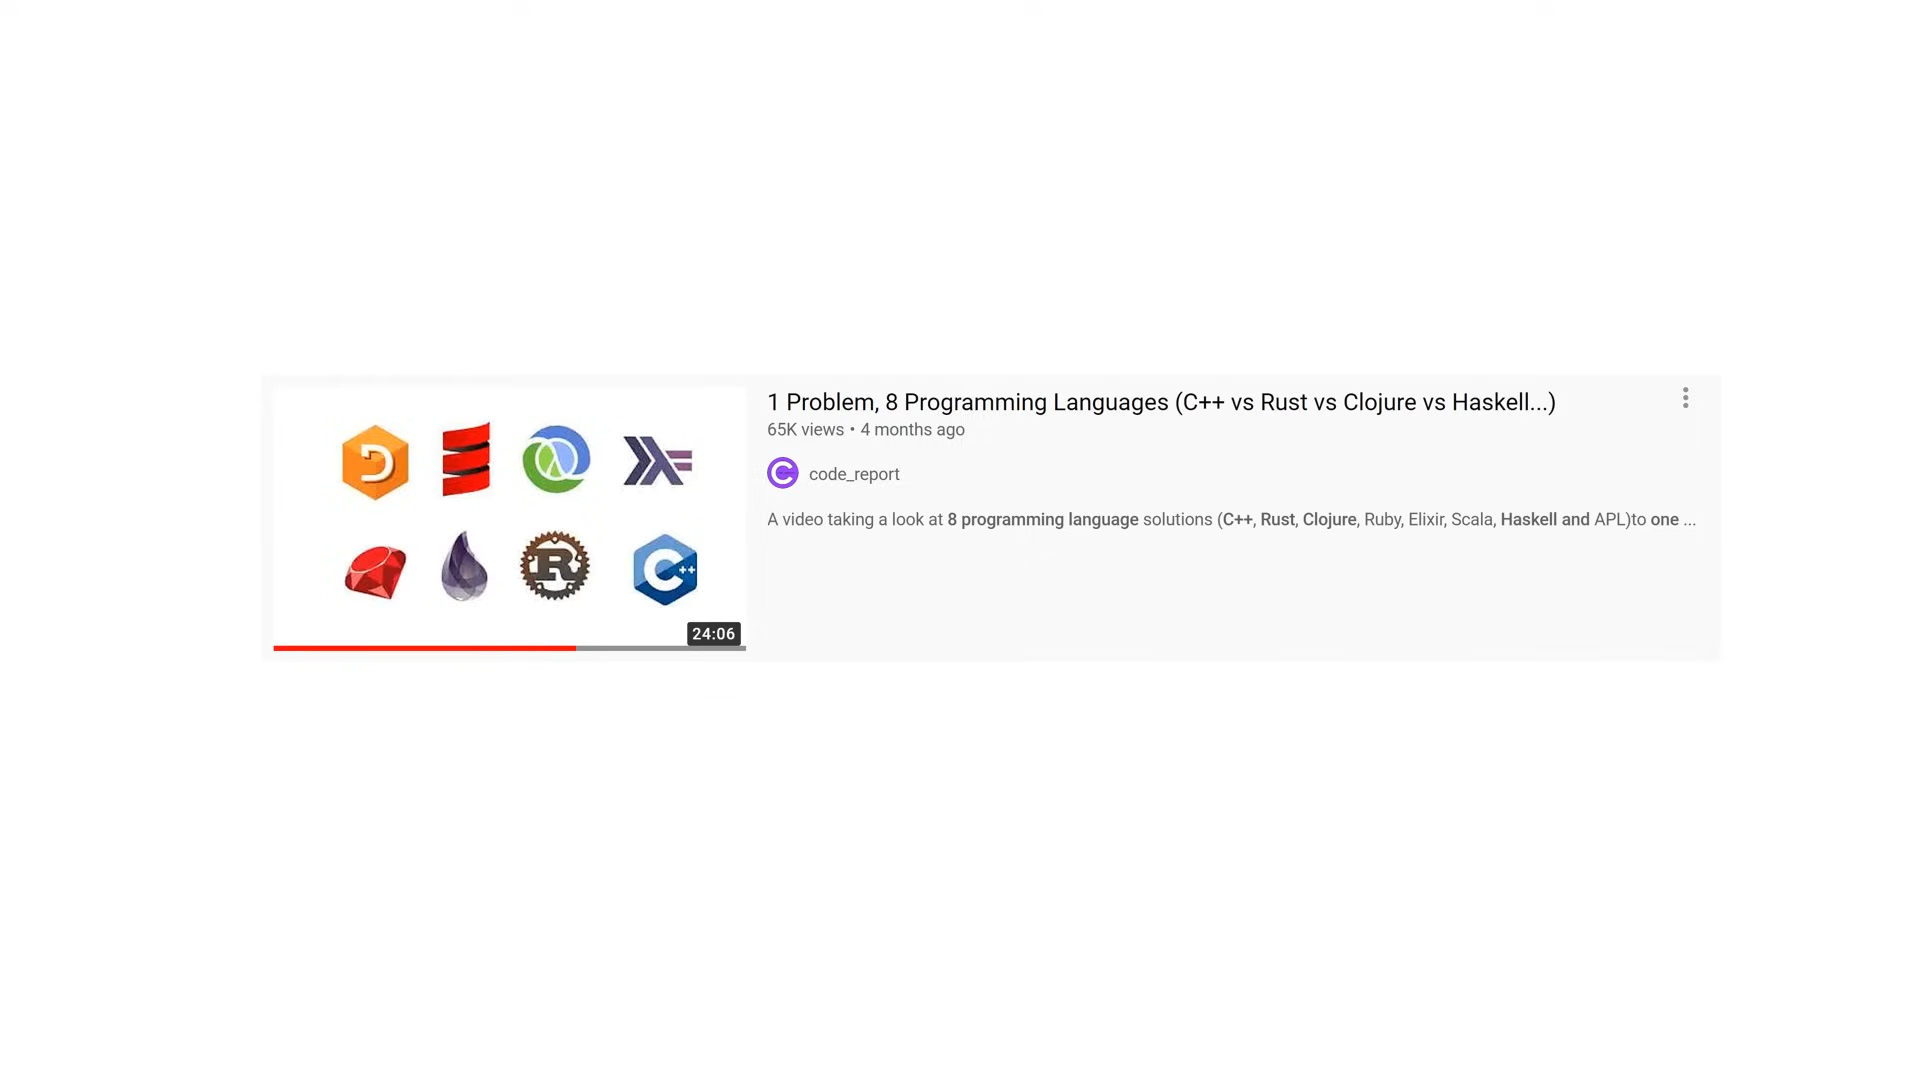 1 Problem, 8 Programming Languages (C++ vs Rust vs Clojure vs Haskell...)
65K views • 4 months ago
code_report
A video taking a look at 8 programming language solutions (C++, Rust, Clojure, Ruby, Elixir, Scala, Haskell and APL)to one ...
R
C++
24:06